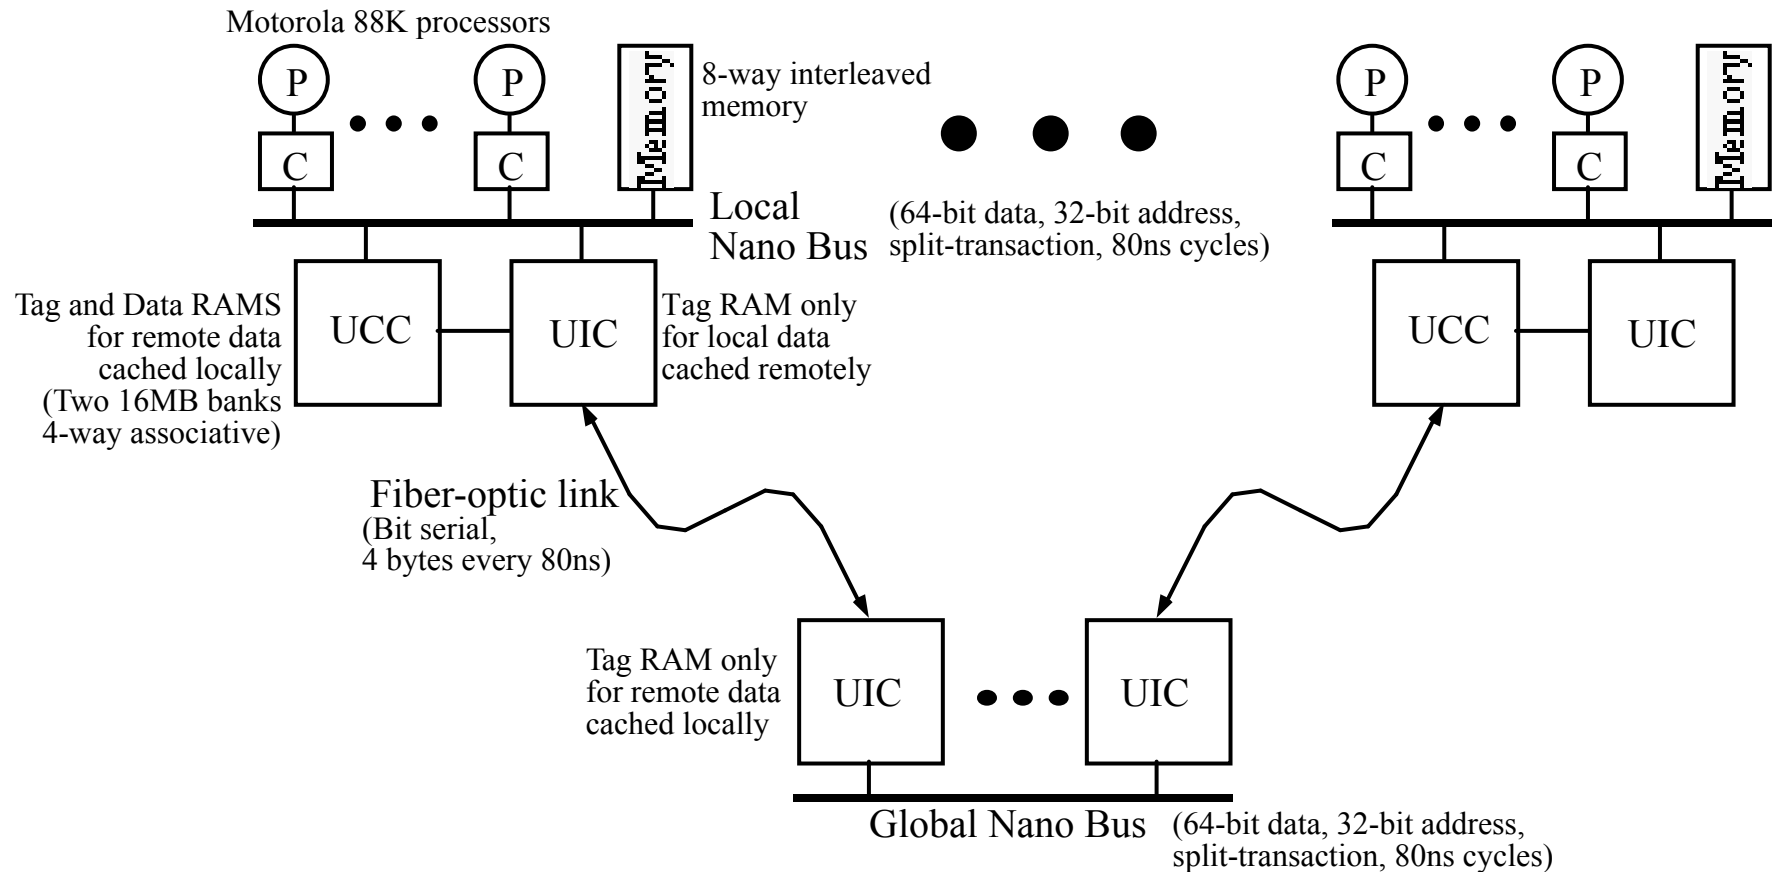 Motorola 88K processors
P
P
P
P
8-way interleaved
memory
Memory
Memory
C
C
C
C
Local
Nano Bus
(64-bit data, 32-bit address,
split-transaction, 80ns cycles)
Tag and Data RAMS
for remote data
cached locally
(Two 16MB banks
4-way associative)
UCC
UIC
Tag RAM only
for local data
cached remotely
UCC
UIC
Fiber-optic link
(Bit serial,
4 bytes every 80ns)
Tag RAM only
for remote data
cached locally
UIC
UIC
Global Nano Bus
(64-bit data, 32-bit address,
split-transaction, 80ns cycles)